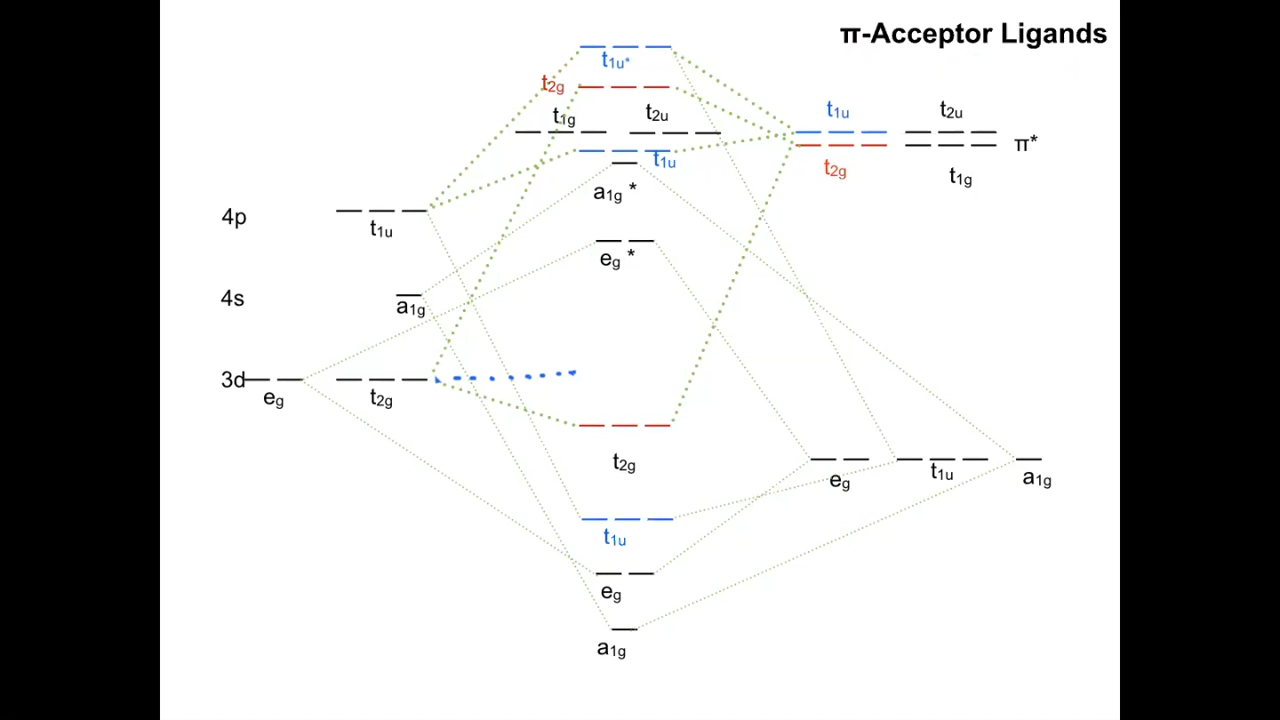 π-Acceptor Ligands
t1u*
t2g
t1g
t2u
t1u
t2u
t1u
π*
t2g
t1g
a1g *
4p
t1u
eg *
4s
a1g
3d
eg
t2g
t2g
eg
t1u
a1g
t1u
eg
a1g